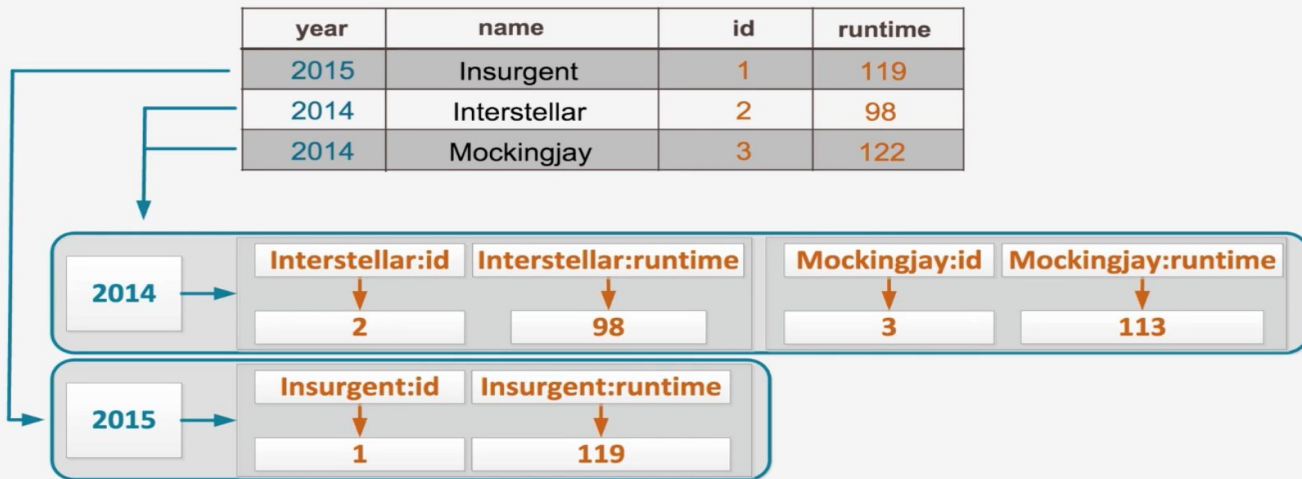 year name id runtime
2015 Insurgent 1 119
2014 Interstellar 2 98
2014 Mockingjay 3 122
Interstellar:id Interstellar:runtime Mockingjay:id Mockingjay:runtime
2014
2 98 3 113
Insurgent:id Insurgent:runtime
2015
1 119